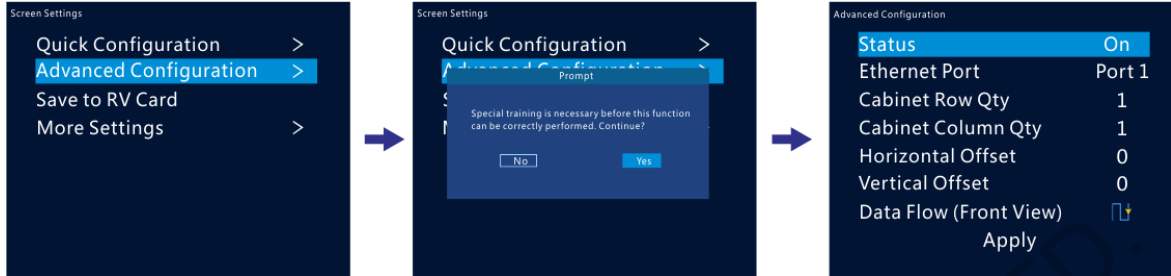 Screen Settings
Quick Configuration >
Advanced Configuration >
Save to RV Card
More Settings >
Screen Settings
Quick Configuration >
Prompt
Special training is necessary before this function
can be correctly performed. Continue?
No Yes
Advanced Configuration
Status On
Ethernet Port Port 1
Cabinet Row Qty 1
Cabinet Column Qty 1
Horizontal Offset 0
Vertical Offset 0
Data Flow (Front View)
Apply